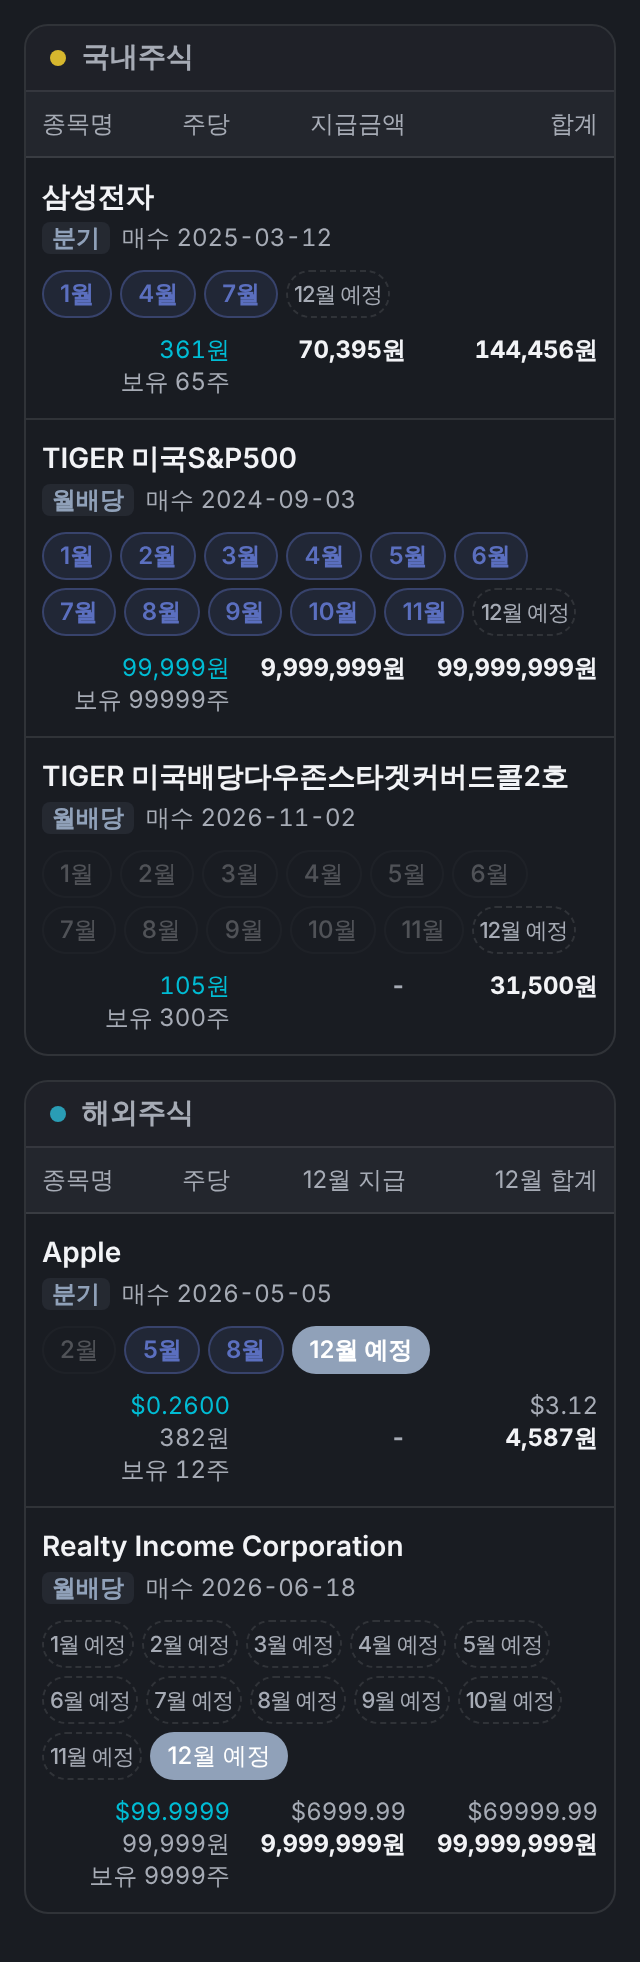 국내주식
종목명 주당 지급금액 합계
삼성전자
분기 매수 2025-03-12
1월 4월 7월 12월 예정
361원 70,395원 144,456원
보유 65주
TIGER 미국S&P500
월배당 매수 2024-09-03
1월 2월 3월 4월 5월 6월
7월 8월 9월 10월 11월 12월 예정
99,999원 9,999,999원 99,999,999원
보유 99999주
TIGER 미국배당다우존스타겟커버드콜2호
월배당 매수 2026-11-02
1월 2월 3월 4월 5월 6월
7월 8월 9월 10월 11월 12월 예정
105원 - 31,500원
보유 300주
해외주식
종목명 주당 12월 지급 12월 합계
Apple
분기 매수 2026-05-05
2월 5월 8월 12월 예정
$0.2600 $3.12
382원 - 4,587원
보유 12주
Realty Income Corporation
월배당 매수 2026-06-18
1월 예정 2월 예정 3월 예정 4월 예정 5월 예정
6월 예정 7월 예정 8월 예정 9월 예정 10월 예정
11월 예정 12월 예정
$99.9999 $6999.99 $69999.99
99,999원 9,999,999원 99,999,999원
보유 9999주